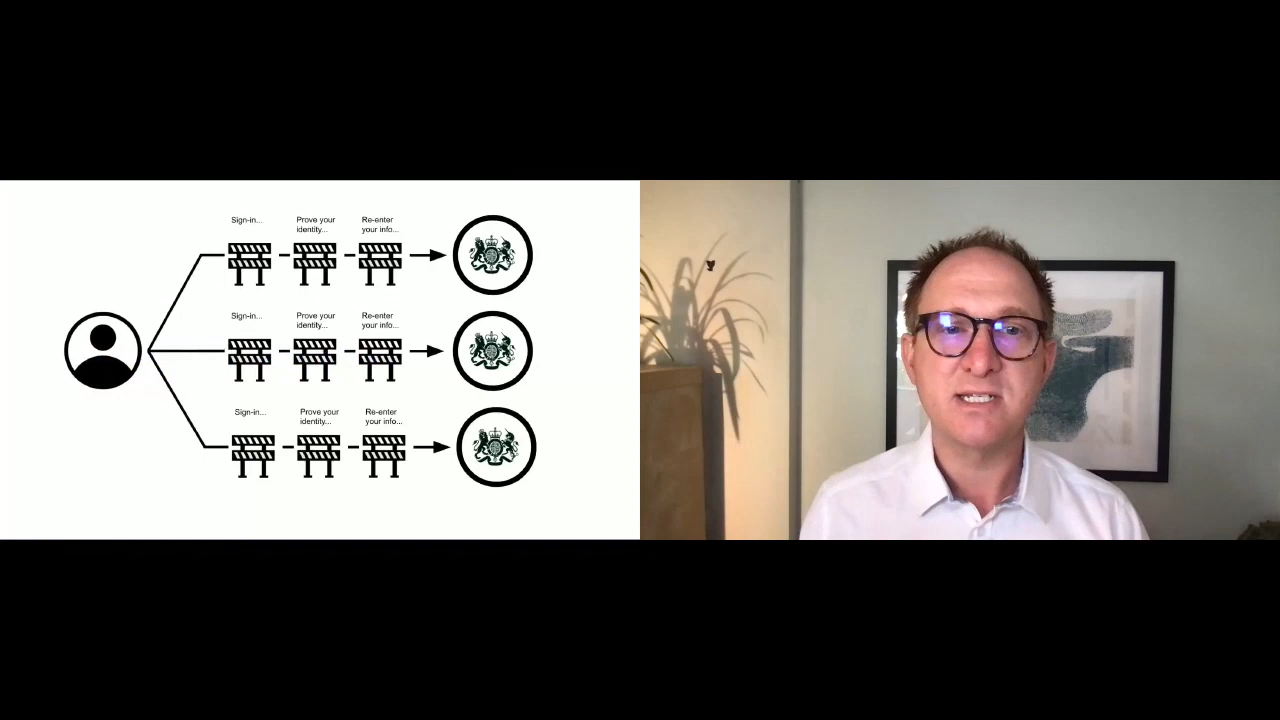 Sign-in...
Prove your
identity...
Re-enter
your info...
Sign-in...
Prove your
identity...
Re-enter
your info...
Sign-in...
Prove your
identity...
Re-enter
your info...